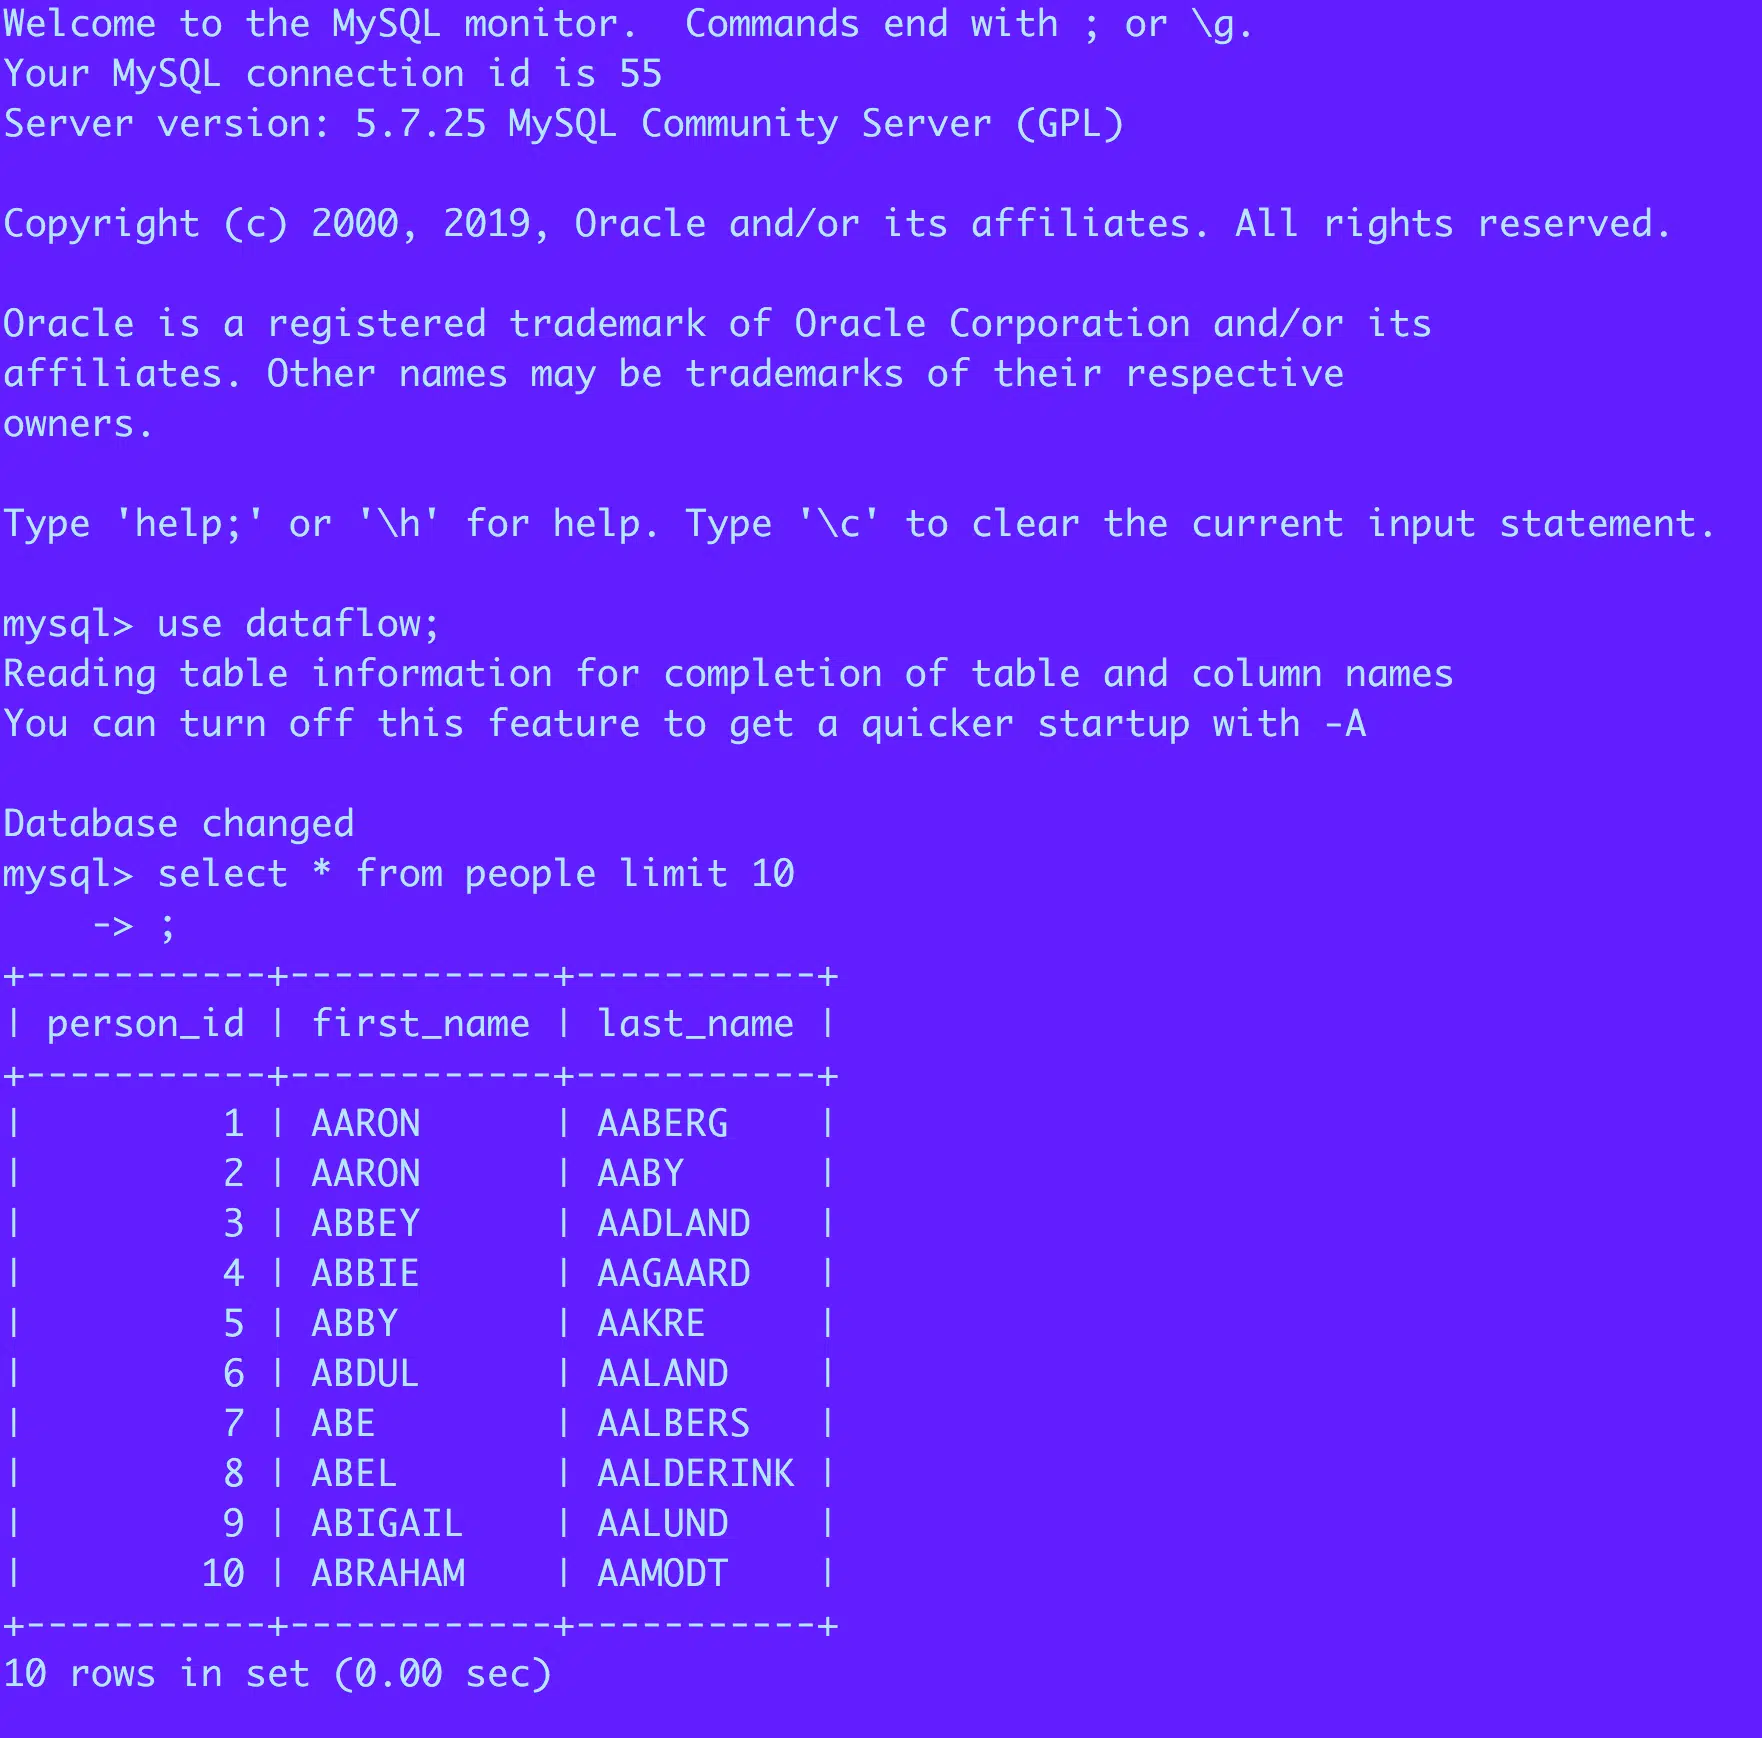 Welcome to the MySQL monitor.  Commands end with ; or \g.
Your MySQL connection id is 55
Server version: 5.7.25 MySQL Community Server (GPL)

Copyright (c) 2000, 2019, Oracle and/or its affiliates. All rights reserved.

Oracle is a registered trademark of Oracle Corporation and/or its
affiliates. Other names may be trademarks of their respective
owners.

Type 'help;' or '\h' for help. Type '\c' to clear the current input statement.

mysql> use dataflow;
Reading table information for completion of table and column names
You can turn off this feature to get a quicker startup with -A

Database changed
mysql> select * from people limit 10
    -> ;
+-----------+------------+-----------+
| person_id | first_name | last_name |
+-----------+------------+-----------+
|         1 | AARON      | AABERG    |
|         2 | AARON      | AABY      |
|         3 | ABBEY      | AADLAND   |
|         4 | ABBIE      | AAGAARD   |
|         5 | ABBY       | AAKRE     |
|         6 | ABDUL      | AALAND    |
|         7 | ABE        | AALBERS   |
|         8 | ABEL       | AALDERINK |
|         9 | ABIGAIL    | AALUND    |
|        10 | ABRAHAM    | AAMODT    |
+-----------+------------+-----------+
10 rows in set (0.00 sec)